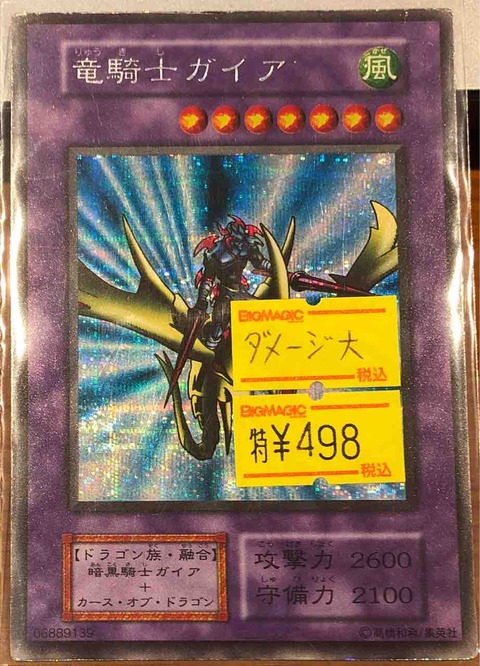 りゅうきし
竜騎士ガイア
かぜ
風
BIGMAGIC
ダメージ大
税込
BIGMAGIC
特¥498
税込
【ドラゴン族・融合】
暗黒騎士ガイア
+
カース・オブ・ドラゴン
こうげきりょく
攻撃力 2600
しゅびりょく
守備力 2100
66889139
©高橋和希/集英社